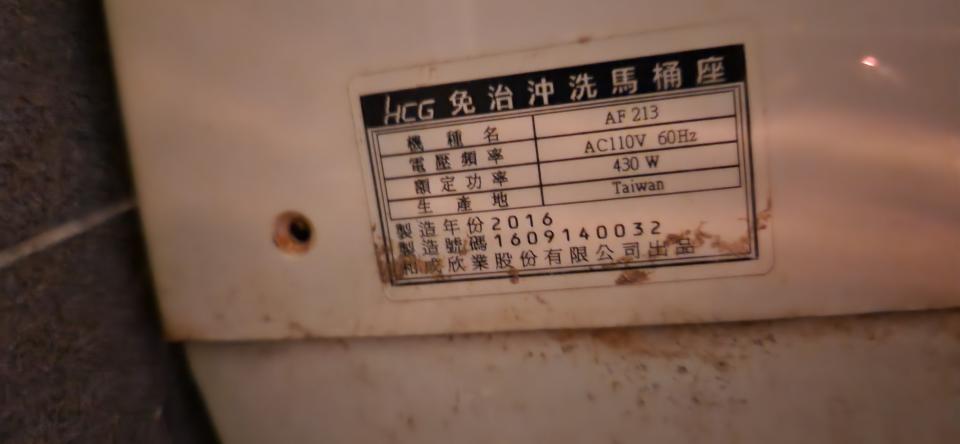 HCG 免治沖洗馬桶座
機種名 AF 213
電壓頻率 AC110V 60Hz
額定功率 430 W
生產地 Taiwan
製造年份2016
製造號碼1609140032
和成欣業股份有限公司出品